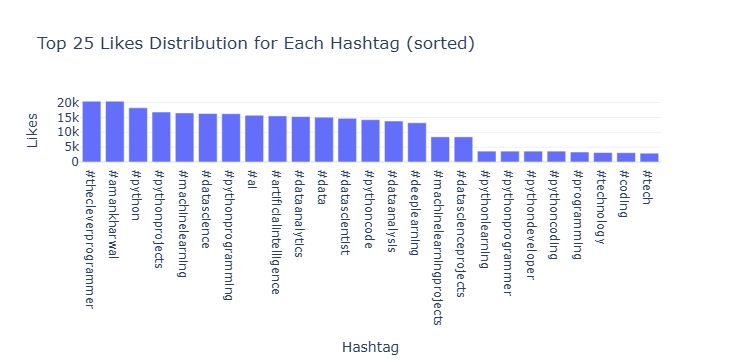 Top 25 Likes Distribution for Each Hashtag (sorted)
20k
15k
10k
5k
0
Likes
#thecleverprogrammer
#amankharwal
#python
#pythonprojects
#machinelearning
#datascience
#pythonprogramming
#ai
#artificialintelligence
#dataanalytics
#data
#datascientist
#pythoncode
#dataanalysis
#deeplearning
#machinelearningprojects
#datascienceprojects
#pythonlearning
#pythonprogrammer
#pythondeveloper
#pythoncoding
#programming
#technology
#coding
#tech
Hashtag